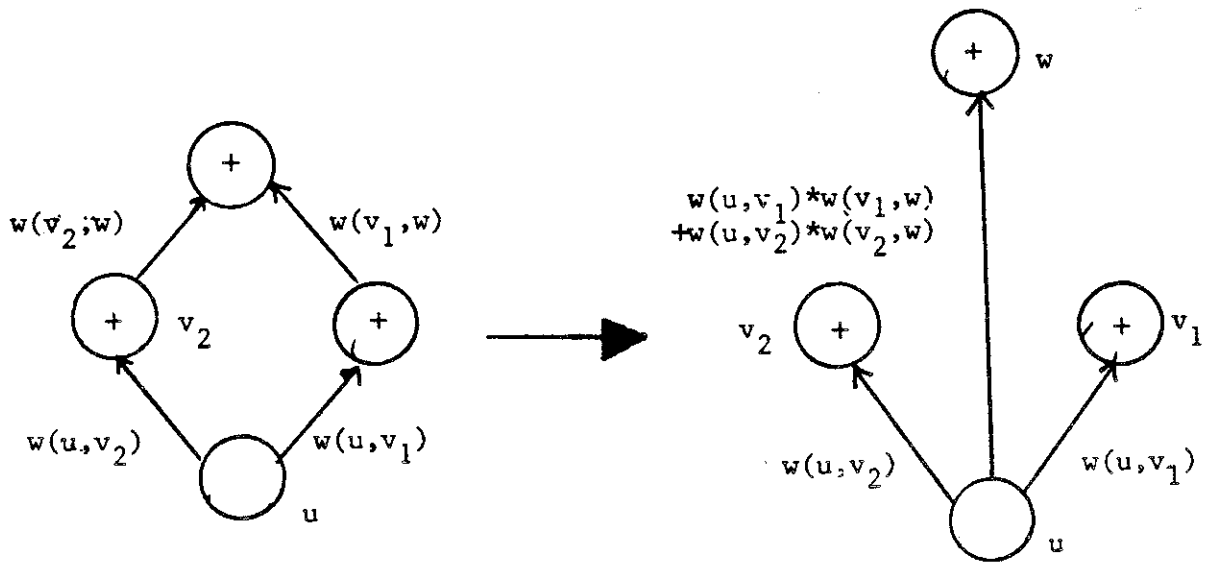 +
w(v₂;w)
w(v₁,w)
+
v₂
+
w(u,v₂)
w(u,v₁)
u
+
w
w(u,v₁)*w(v₁,w)
+w(u,v₂)*w(v₂,w)
v₂
+
+
v₁
w(u,v₂)
w(u,v₁)
u